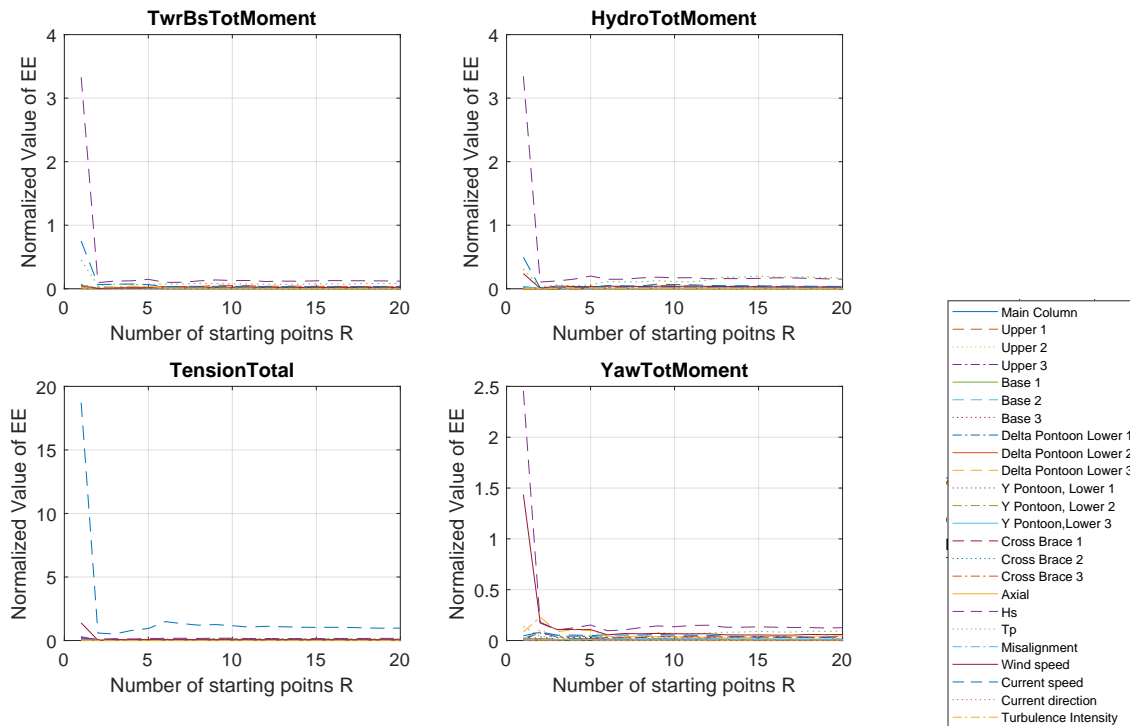 TwrBsTotMoment
4
3
2
1
0
0 5 10 15 20
Normalized Value of EE
Number of starting poitns R
HydroTotMoment
4
3
2
1
0
0 5 10 15 20
Normalized Value of EE
Number of starting poitns R
TensionTotal
20
15
10
5
0
0 5 10 15 20
Normalized Value of EE
Number of starting poitns R
YawTotMoment
2.5
2
1.5
1
0.5
0
0 5 10 15 20
Normalized Value of EE
Number of starting poitns R
Main Column
Upper 1
Upper 2
Upper 3
Base 1
Base 2
Base 3
Delta Pontoon Lower 1
Delta Pontoon Lower 2
Delta Pontoon Lower 3
Y Pontoon, Lower 1
Y Pontoon, Lower 2
Y Pontoon,Lower 3
Cross Brace 1
Cross Brace 2
Cross Brace 3
Axial
Hs
Tp
Misalignment
Wind speed
Current speed
Current direction
Turbulence Intensity